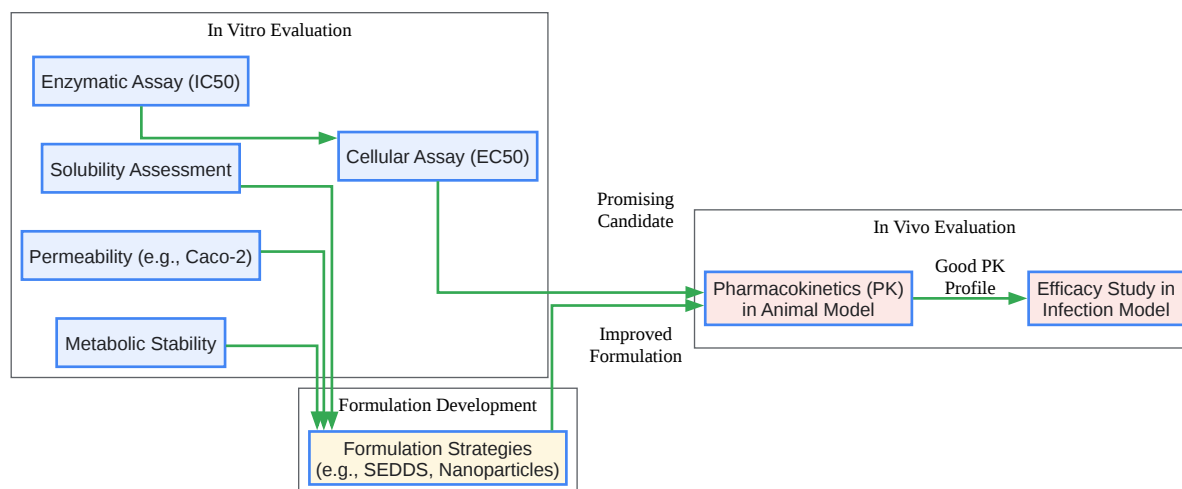 In Vitro Evaluation
Enzymatic Assay (IC50)
Cellular Assay (EC50)
Solubility Assessment
Permeability (e.g., Caco-2)
Metabolic Stability
Formulation Development
Formulation Strategies
(e.g., SEDDS, Nanoparticles)
Promising
Candidate
Improved
Formulation
In Vivo Evaluation
Pharmacokinetics (PK)
in Animal Model
Good PK
Profile
Efficacy Study in
Infection Model